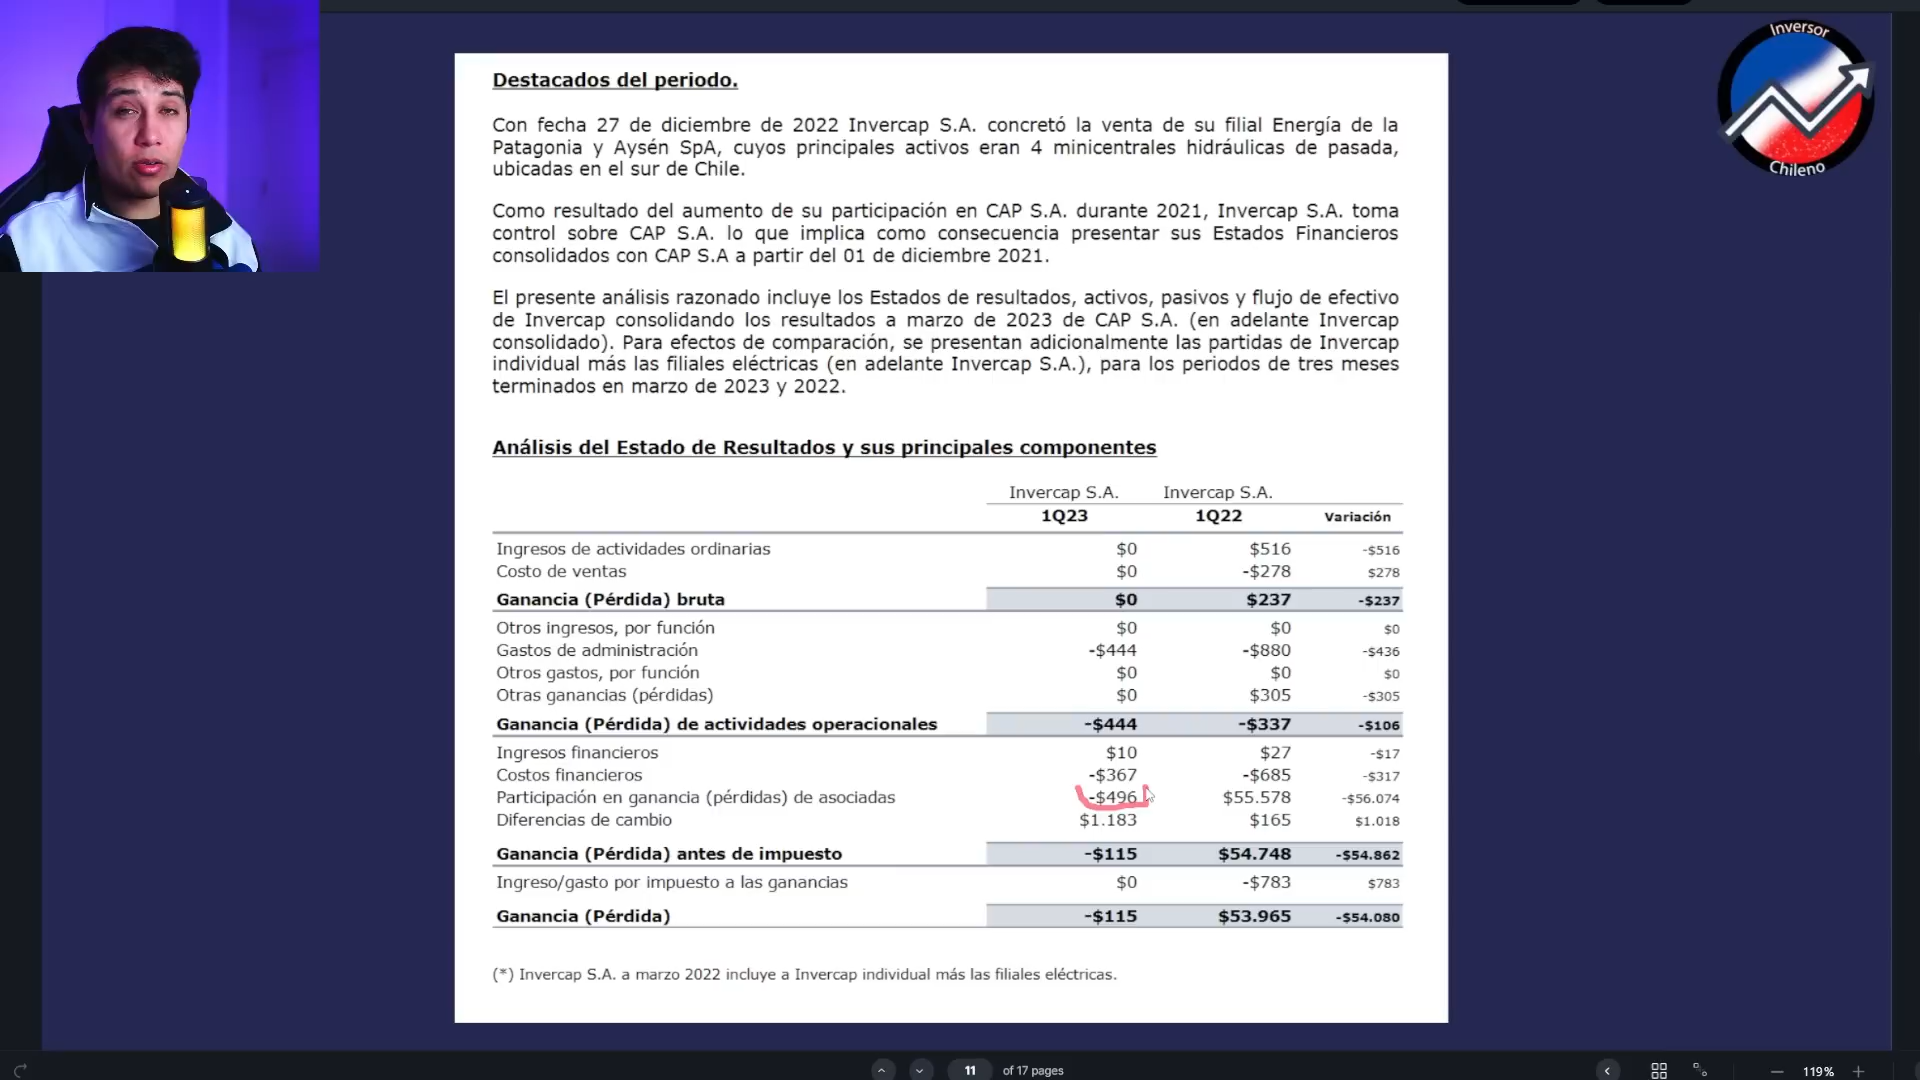 Inversor
Chileno
Destacados del periodo.
Con fecha 27 de diciembre de 2022 Invercap S.A. concretó la venta de su filial Energía de la
Patagonia y Aysén SpA, cuyos principales activos eran 4 minicentrales hidráulicas de pasada,
ubicadas en el sur de Chile.
Como resultado del aumento de su participación en CAP S.A. durante 2021, Invercap S.A. toma
control sobre CAP S.A. lo que implica como consecuencia presentar sus Estados Financieros
consolidados con CAP S.A a partir del 01 de diciembre 2021.
El presente análisis razonado incluye los Estados de resultados, activos, pasivos y flujo de efectivo
de Invercap consolidando los resultados a marzo de 2023 de CAP S.A. (en adelante Invercap
consolidado). Para efectos de comparación, se presentan adicionalmente las partidas de Invercap
individual más las filiales eléctricas (en adelante Invercap S.A.), para los periodos de tres meses
terminados en marzo de 2023 y 2022.
Análisis del Estado de Resultados y sus principales componentes
Invercap S.A. Invercap S.A.
1Q23 1Q22 Variación
Ingresos de actividades ordinarias $0 $516 -$516
Costo de ventas $0 -$278 $278
Ganancia (Pérdida) bruta $0 $237 -$237
Otros ingresos, por función $0 $0 $0
Gastos de administración -$444 -$880 -$436
Otros gastos, por función $0 $0 $0
Otras ganancias (pérdidas) $0 $305 -$305
Ganancia (Pérdida) de actividades operacionales -$444 -$337 -$106
Ingresos financieros $10 $27 -$17
Costos financieros -$367 -$685 -$317
Participación en ganancia (pérdidas) de asociadas -$496 $55.578 -$56.074
Diferencias de cambio $1.183 $165 $1.018
Ganancia (Pérdida) antes de impuesto -$115 $54.748 -$54.862
Ingreso/gasto por impuesto a las ganancias $0 -$783 $783
Ganancia (Pérdida) -$115 $53.965 -$54.080
(*) Invercap S.A. a marzo 2022 incluye a Invercap individual más las filiales eléctricas.
11 of 17 pages
119%